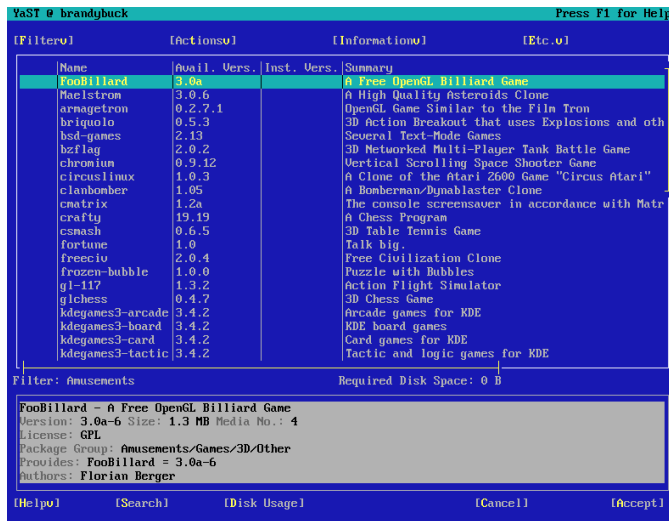 YaST @ brandybuck Press F1 for Help
[Filter↓] [Actions↓] [Information↓] [Etc.↓]
Name |Avail. Vers.|Inst. Vers.|Summary
FooBillard |3.0a | |A Free OpenGL Billiard Game
Maelstrom |3.0.6 | |A High Quality Asteroids Clone
armagetron |0.2.7.1 | |OpenGL Game Similar to the Film Tron
briquolo |0.5.3 | |3D Action Breakout that uses Explosions and oth
bsd-games |2.13 | |Several Text-Mode Games
bzflag |2.0.2 | |3D Networked Multi-Player Tank Battle Game
chromium |0.9.12 | |Vertical Scrolling Space Shooter Game
circuslinux |1.0.3 | |A Clone of the Atari 2600 Game "Circus Atari"
clanbomber |1.05 | |A Bomberman/Dynablaster Clone
cmatrix |1.2a | |The console screensaver in accordance with Matr
crafty |19.19 | |A Chess Program
csmash |0.6.5 | |3D Table Tennis Game
fortune |1.0 | |Talk big.
freeciv |2.0.4 | |Free Civilization Clone
frozen-bubble |1.0.0 | |Puzzle with Bubbles
gl-117 |1.3.2 | |Action Flight Simulator
glchess |0.4.7 | |3D Chess Game
kdegames3-arcade|3.4.2 | |Arcade games for KDE
kdegames3-board |3.4.2 | |KDE board games
kdegames3-card |3.4.2 | |Card games for KDE
kdegames3-tactic|3.4.2 | |Tactic and logic games for KDE
Filter: Amusements Required Disk Space: 0 B
FooBillard - A Free OpenGL Billiard Game
Version: 3.0a-6 Size: 1.3 MB Media No.: 4
License: GPL
Package Group: Amusements/Games/3D/Other
Provides: FooBillard = 3.0a-6
Authors: Florian Berger
[Help↓] [Search] [Disk Usage] [Cancel] [Accept]